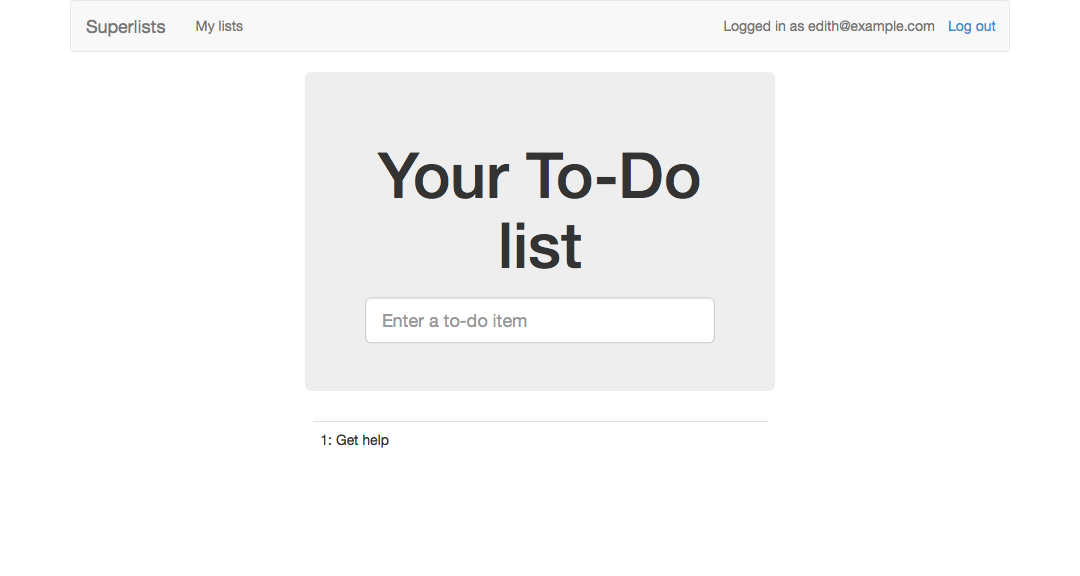 Superlists My lists Logged in as edith@example.com Log out
Your To-Do
list
Enter a to-do item
1: Get help